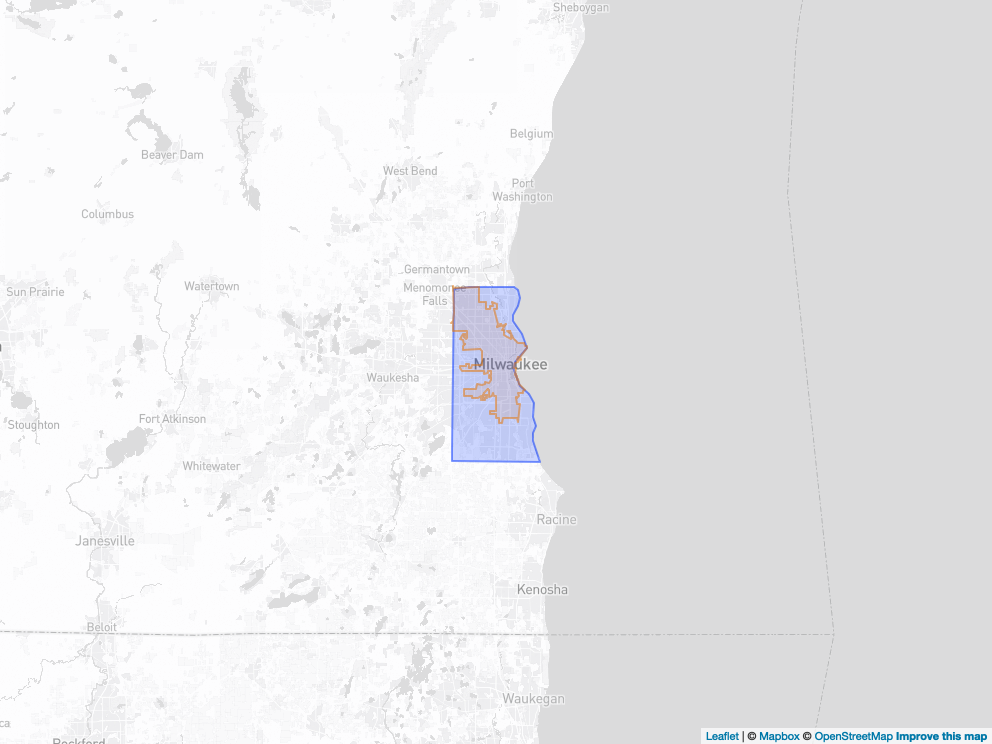 Sheboygan
Belgium
Beaver Dam
West Bend
Port
Washington
Columbus
Germantown
Sun Prairie
Watertown
Menomonee
Falls
Milwaukee
Waukesha
Fort Atkinson
Stoughton
Whitewater
Racine
Janesville
Kenosha
Beloit
Waukegan
ca
Rockford
Leaflet | © Mapbox © OpenStreetMap Improve this map